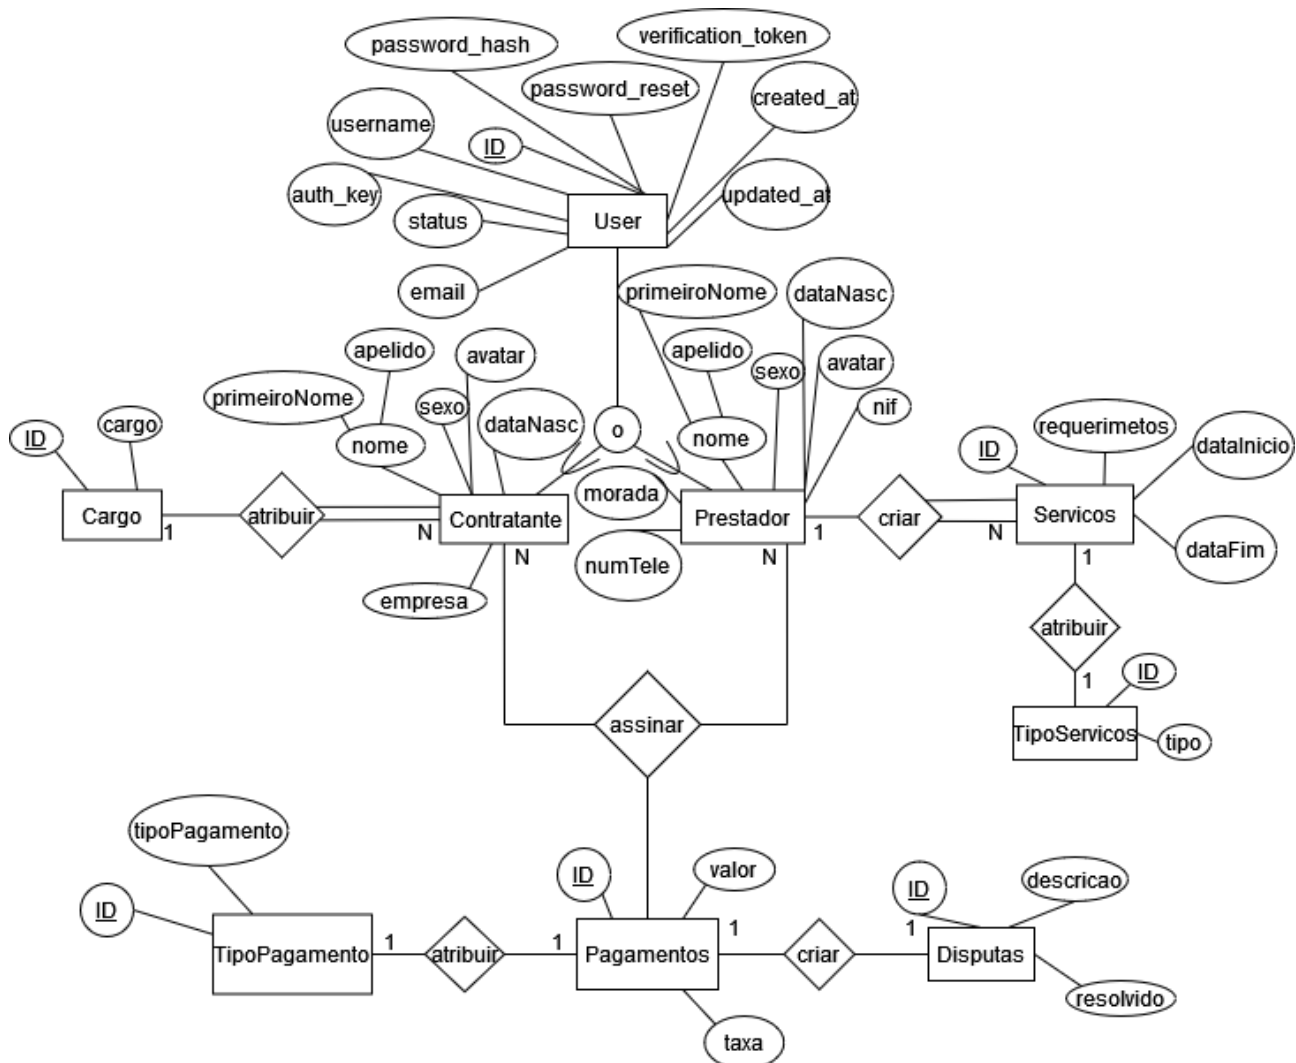 password_hash
verification_token
password_reset
created_at
username
ID
auth_key
updated_at
status
User
email
primeiroNome
dataNasc
apelido
avatar
apelido
sexo
avatar
primeiroNome
sexo
nif
ID
cargo
nome
dataNasc
o
nome
requerimetos
ID
dataInicio
morada
Cargo
1
atribuir
N
Contratante
N
Prestador
1
criar
N
Servicos
N
1
dataFim
numTele
empresa
atribuir
1
ID
assinar
TipoServicos
tipo
tipoPagamento
ID
valor
ID
ID
descricao
TipoPagamento
1
atribuir
1
Pagamentos
1
criar
1
Disputas
resolvido
taxa